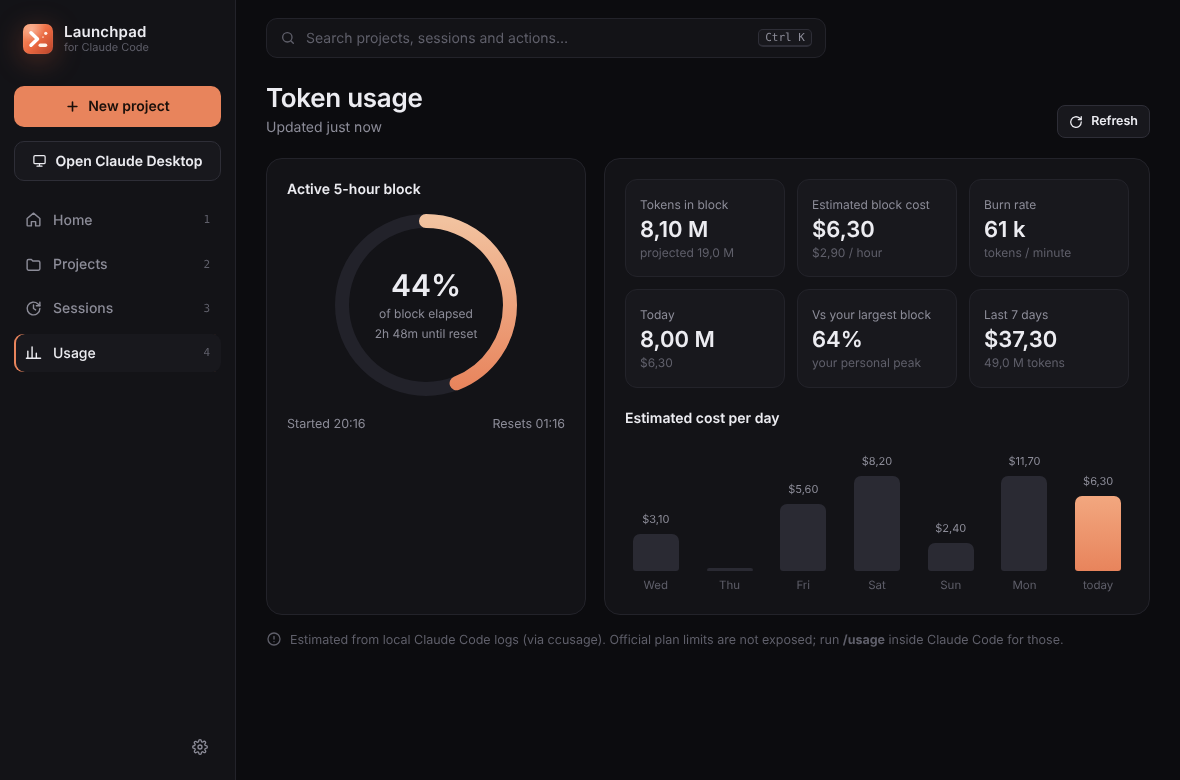 Launchpad
for Claude Code
New project
Open Claude Desktop
Home 1
Projects 2
Sessions 3
Usage 4
Search projects, sessions and actions... Ctrl K
Token usage
Updated just now
Refresh
Active 5-hour block
44%
of block elapsed
2h 48m until reset
Started 20:16 Resets 01:16
Tokens in block
8,10 M
projected 19,0 M
Estimated block cost
$6,30
$2,90 / hour
Burn rate
61 k
tokens / minute
Today
8,00 M
$6,30
Vs your largest block
64%
your personal peak
Last 7 days
$37,30
49,0 M tokens
Estimated cost per day
$3,10 $5,60 $8,20 $2,40 $11,70 $6,30
Wed Thu Fri Sat Sun Mon today
Estimated from local Claude Code logs (via ccusage). Official plan limits are not exposed; run /usage inside Claude Code for those.